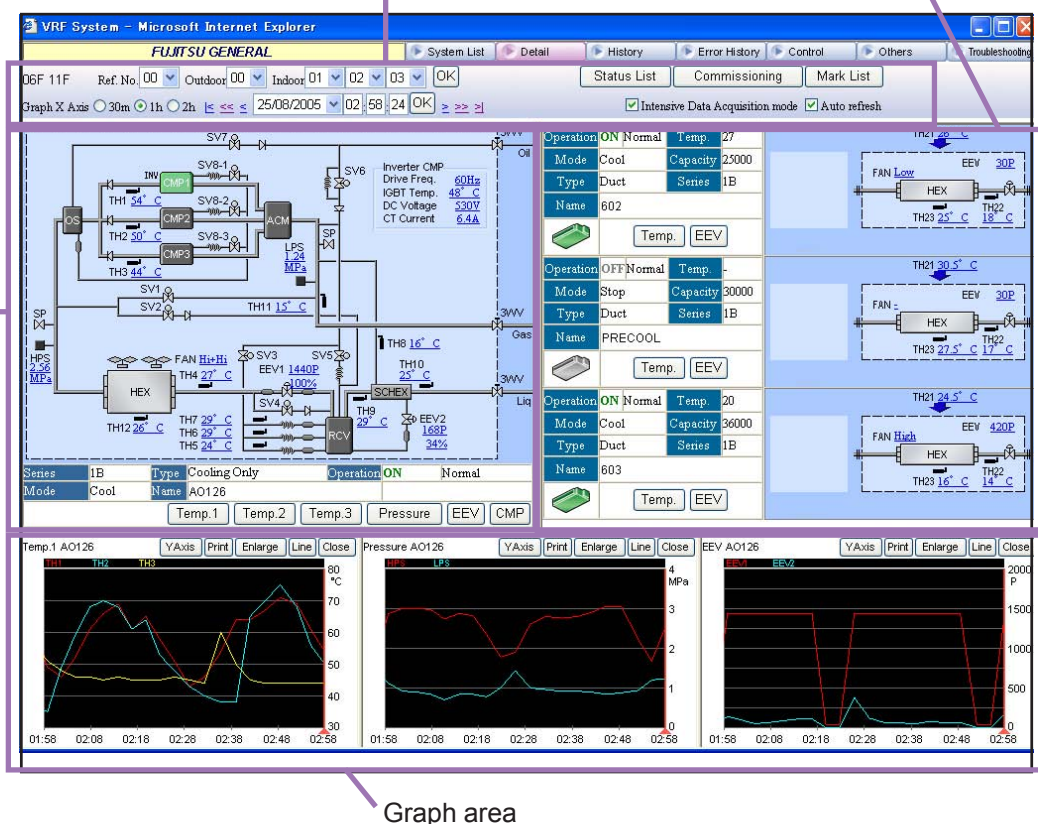 VRF System - Microsoft Internet Explorer
FUJITSU GENERAL
System List
Detail
History
Error History
Control
Others
Troubleshooting
06F 11F Ref. No. 00 Outdoor 00 Indoor 01 02 03 OK
Status List
Commissioning
Mark List
Graph X Axis 30m 1h 2h |< << < 25/08/2005 02 : 58 : 24 OK > >> >|
Intensive Data Acquisition mode
Auto refresh
SV7
Oil
INV
SV8-1
CMP1
TH1 54° C
SV8-2
OS
CMP2
ACM
TH2 50° C
SV8-3
CMP3
TH3 44° C
SV6
SP
Inverter CMP
Drive Freq. 60Hz
IGBT Temp. 48° C
DC Voltage 530V
CT Current 6.4A
LPS
1.24
MPa
SV1
SV2
TH11 15° C
SP
3WV
Gas
HPS
2.56
MPa
TH8 16° C
FAN Hi+Hi
TH4 27° C
SV3
SV5
EEV1 1440P
100%
TH10
25° C
3WV
HEX
SCHEX
Liq
SV4
TH12 26° C
TH7 29° C
TH6 29° C
TH5 24° C
RCV
TH9
29° C
EEV2
168P
34%
Series 1B Type Cooling Only Operation ON Normal
Mode Cool Name AO126
Temp.1 Temp.2 Temp.3 Pressure EEV CMP
Operation ON Normal Temp. 27
Mode Cool Capacity 25000
Type Duct Series 1B
Name 602
Temp. EEV
TH21 26° C
FAN Low
EEV 30P
HEX
TH22
TH23 25° C 18° C
Operation OFF Normal Temp. -
Mode Stop Capacity 30000
Type Duct Series 1B
Name PRECOOL
Temp. EEV
TH21 30.5° C
FAN -
EEV 30P
HEX
TH22
TH23 27.5° C 17° C
Operation ON Normal Temp. 20
Mode Cool Capacity 36000
Type Duct Series 1B
Name 603
Temp. EEV
TH21 24.5° C
FAN High
EEV 420P
HEX
TH22
TH23 16° C 14° C
Temp.1 AO126 YAxis Print Enlarge Line Close
TH1 TH2 TH3
80
°C
70
60
50
40
30
01:58 02:08 02:18 02:28 02:38 02:48 02:58
Pressure AO126 YAxis Print Enlarge Line Close
HPS LPS
4
MPa
3
2
1
0
01:58 02:08 02:18 02:28 02:38 02:48 02:58
EEV AO126 YAxis Print Enlarge Line Close
EEV1 EEV2
2000
P
1500
1000
500
0
01:58 02:08 02:18 02:28 02:38 02:48 02:58
Graph area